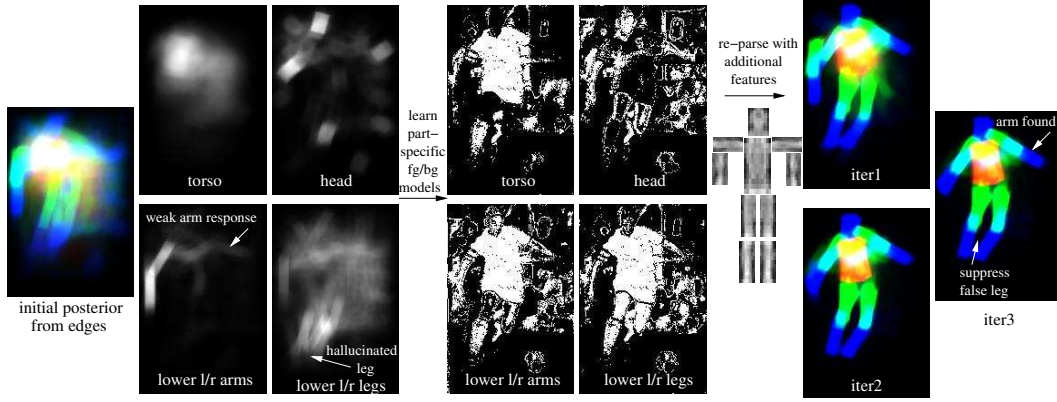 initial posterior
from edges
torso
head
weak arm response
lower l/r arms
hallucinated
leg
lower l/r legs
learn
part−
specific
fg/bg
models
torso
head
lower l/r arms
lower l/r legs
re−parse with
additional
features
iter1
iter2
arm found
suppress
false leg
iter3